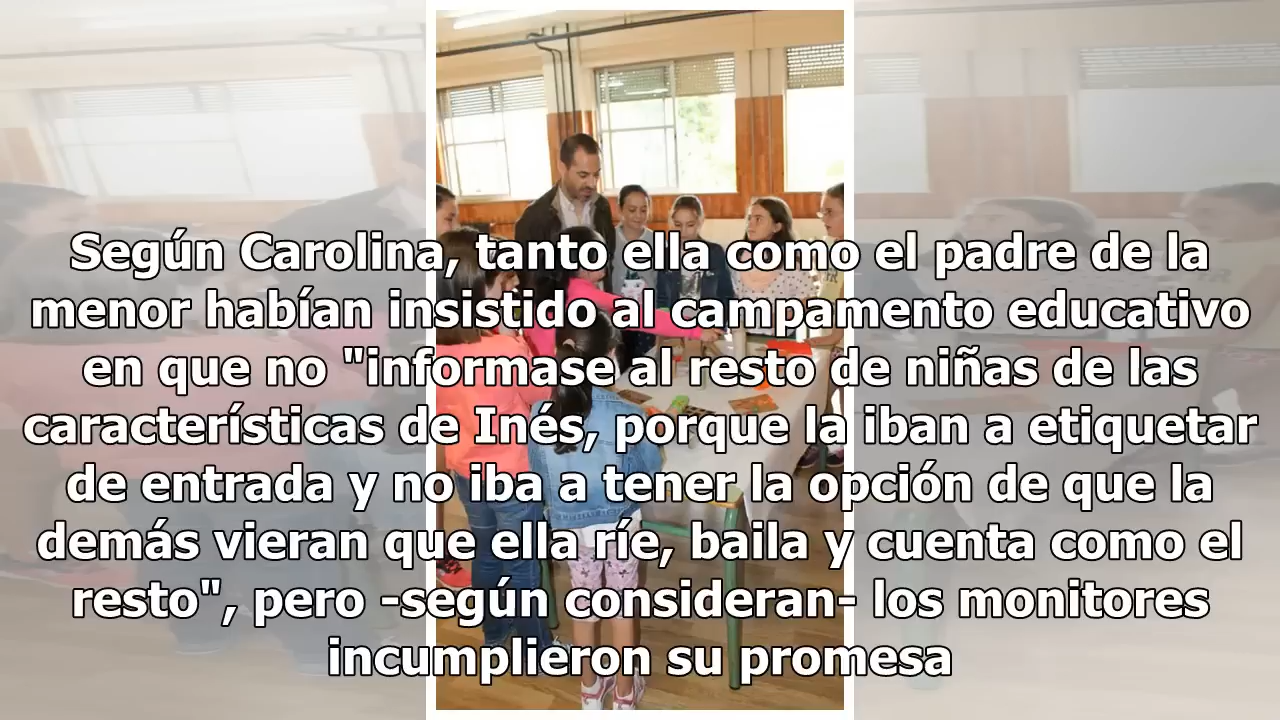 Según Carolina, tanto ella como el padre de la
menor habían insistido al campamento educativo
en que no "informase al resto de niñas de las
características de Inés, porque la iban a etiquetar
de entrada y no iba a tener la opción de que la
demás vieran que ella ríe, baila y cuenta como el
resto", pero -según consideran- los monitores
incumplieron su promesa